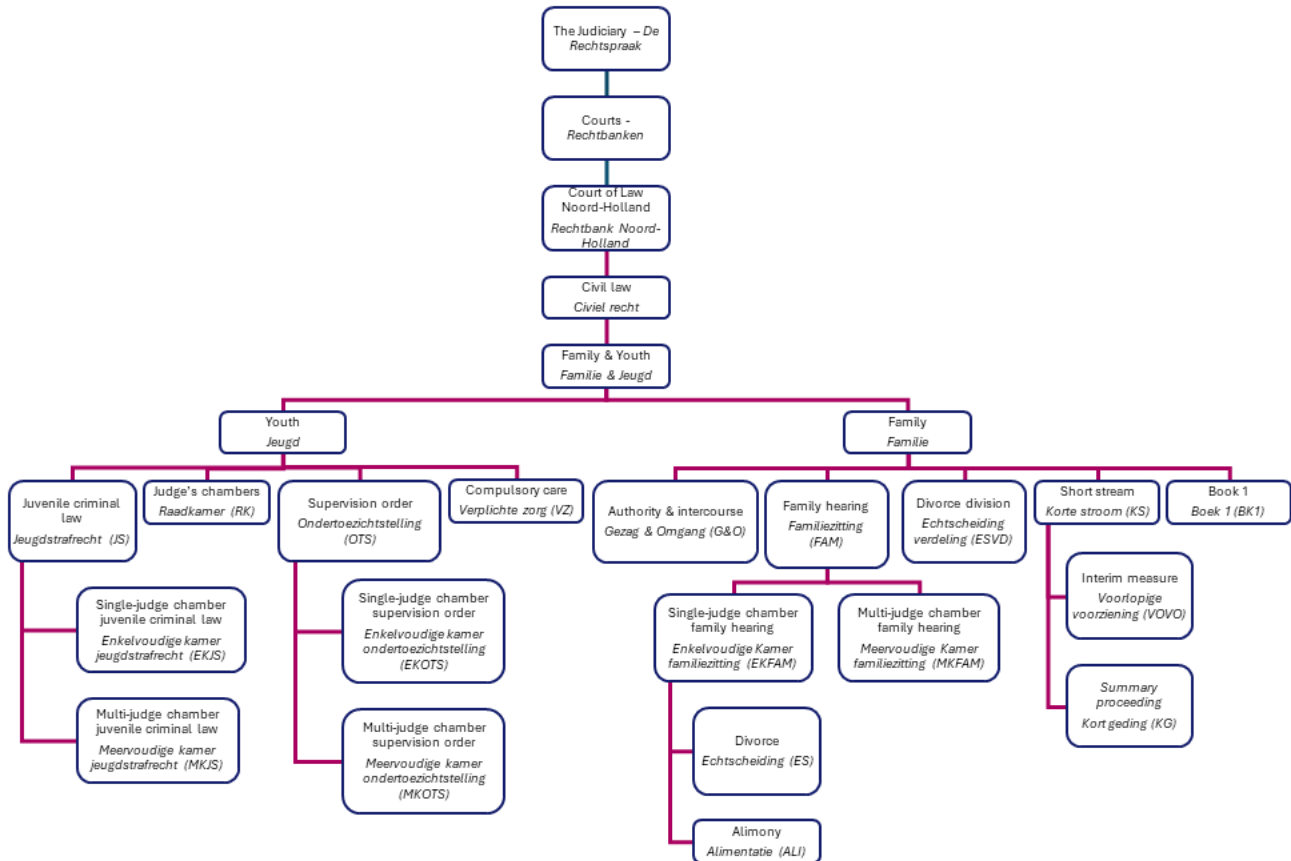 The Judiciary – De
Rechtspraak
Courts -
Rechtbanken
Court of Law
Noord-Holland
Rechtbank Noord-
Holland
Civil law
Civiel recht
Family & Youth
Familie & Jeugd
Youth
Jeugd
Family
Familie
Juvenile criminal
law
Jeugdstrafrecht (JS)
Judge's chambers
Raadkamer (RK)
Supervision order
Ondertoezichtstelling
(OTS)
Compulsory care
Verplichte zorg (VZ)
Authority & intercourse
Gezag & Omgang (G&O)
Family hearing
Familiezitting
(FAM)
Divorce division
Echtscheiding
verdeling (ESVD)
Short stream
Korte stroom (KS)
Book 1
Boek 1 (BK1)
Single-judge chamber
juvenile criminal law
Enkelvoudige kamer
jeugdstrafrecht (EKJS)
Multi-judge chamber
juvenile criminal law
Meervoudige kamer
jeugdstrafrecht (MKJS)
Single-judge chamber
supervision order
Enkelvoudige kamer
ondertoezichtstelling
(EKOTS)
Multi-judge chamber
supervision order
Meervoudige kamer
ondertoezichtstelling
(MKOTS)
Single-judge chamber
family hearing
Enkelvoudige Kamer
familiezitting (EKFAM)
Multi-judge chamber
family hearing
Meervoudige Kamer
familiezitting (MKFAM)
Divorce
Echtscheiding (ES)
Alimony
Alimentatie (ALI)
Interim measure
Voorlopige
voorziening (VOVO)
Summary
proceeding
Kort geding (KG)